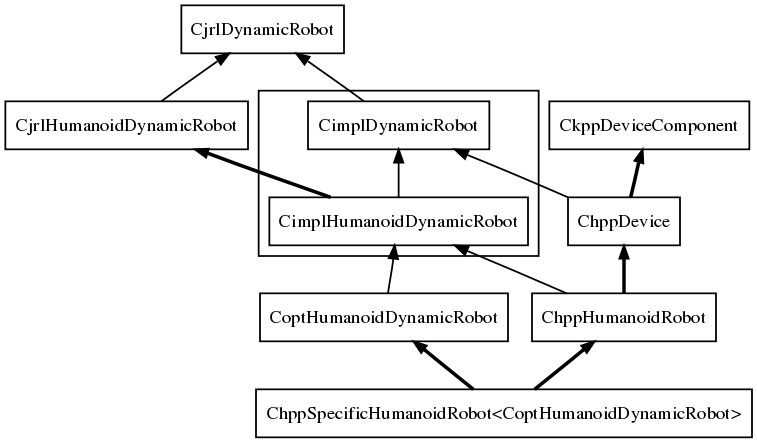 CjrlDynamicRobot
CjrlHumanoidDynamicRobot
CimplDynamicRobot
CkppDeviceComponent
CimplHumanoidDynamicRobot
ChppDevice
CoptHumanoidDynamicRobot
ChppHumanoidRobot
ChppSpecificHumanoidRobot<CoptHumanoidDynamicRobot>